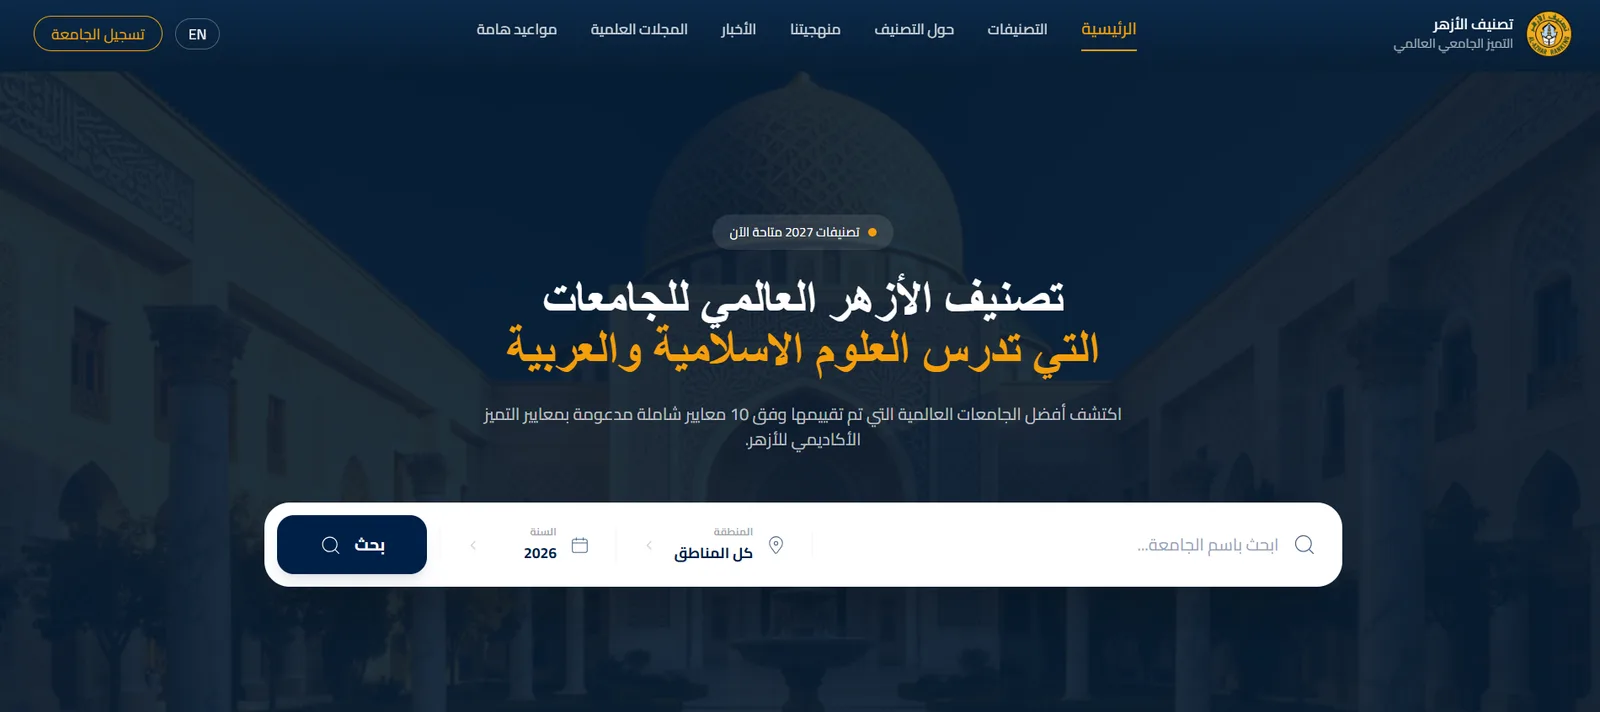 تصنيف الأزهر
التميز الجامعي العالمي
الرئيسية
التصنيفات
حول التصنيف
منهجيتنا
الأخبار
المجلات العلمية
مواعيد هامة
EN
تسجيل الجامعة
تصنيفات 2027 متاحة الآن
تصنيف الأزهر العالمي للجامعات
التي تدرس العلوم الاسلامية والعربية
اكتشف أفضل الجامعات العالمية التي تم تقييمها وفق 10 معايير شاملة مدعومة بمعايير التميز
الأكاديمي للأزهر.
ابحث باسم الجامعة...
المنطقة
كل المناطق
السنة
2026
بحث